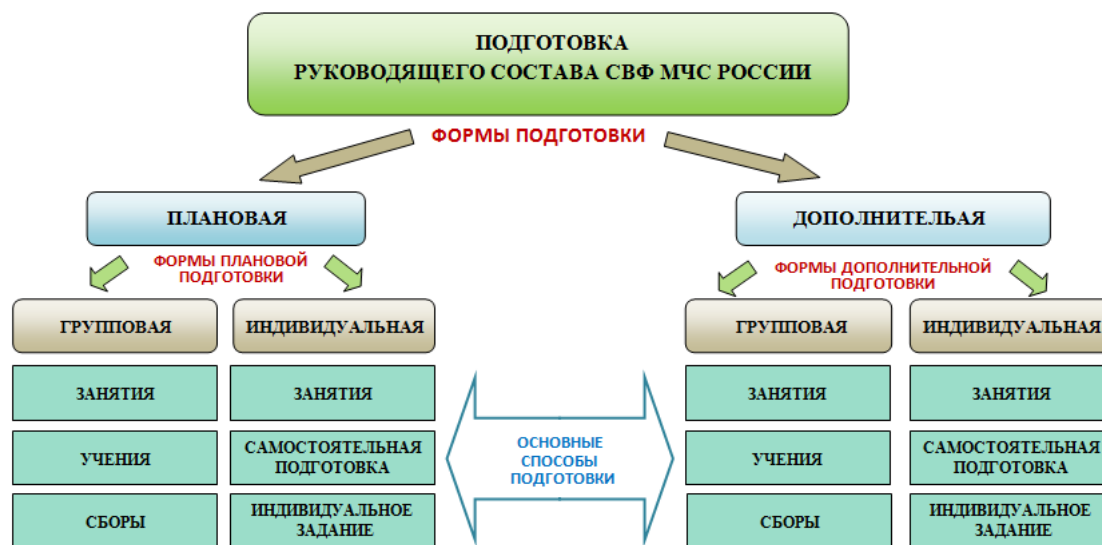 ПОДГОТОВКА
РУКОВОДЯЩЕГО СОСТАВА СВФ МЧС РОССИИ
ФОРМЫ ПОДГОТОВКИ
ПЛАНОВАЯ
ДОПОЛНИТЕЛЬАЯ
ФОРМЫ ПЛАНОВОЙ
ПОДГОТОВКИ
ФОРМЫ ДОПОЛНИТЕЛЬНОЙ
ПОДГОТОВКИ
ГРУППОВАЯ
ИНДИВИДУАЛЬНАЯ
ГРУППОВАЯ
ИНДИВИДУАЛЬНАЯ
ЗАНЯТИЯ
ЗАНЯТИЯ
ЗАНЯТИЯ
ЗАНЯТИЯ
УЧЕНИЯ
САМОСТОЯТЕЛЬНАЯ
ПОДГОТОВКА
ОСНОВНЫЕ
СПОСОБЫ
ПОДГОТОВКИ
УЧЕНИЯ
САМОСТОЯТЕЛЬНАЯ
ПОДГОТОВКА
СБОРЫ
ИНДИВИДУАЛЬНОЕ
ЗАДАНИЕ
СБОРЫ
ИНДИВИДУАЛЬНОЕ
ЗАДАНИЕ